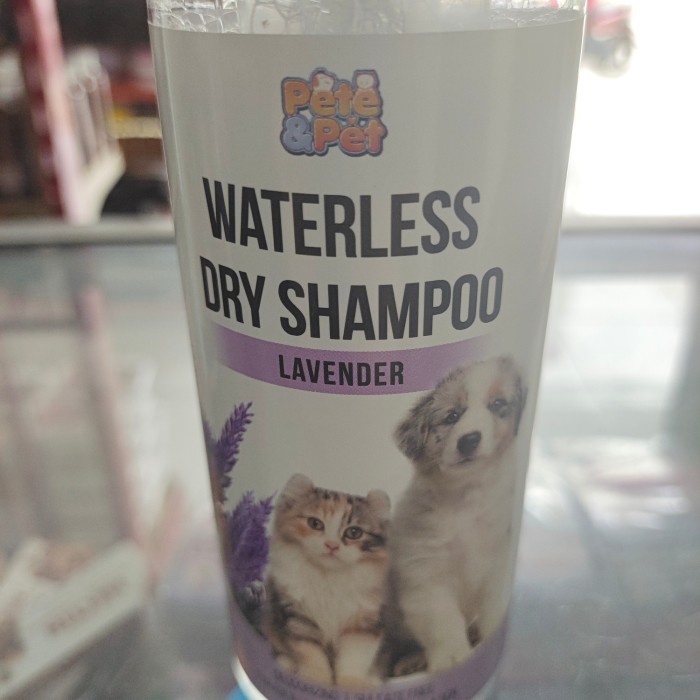 Pete
&Pet
WATERLESS
DRY SHAMPOO
LAVENDER